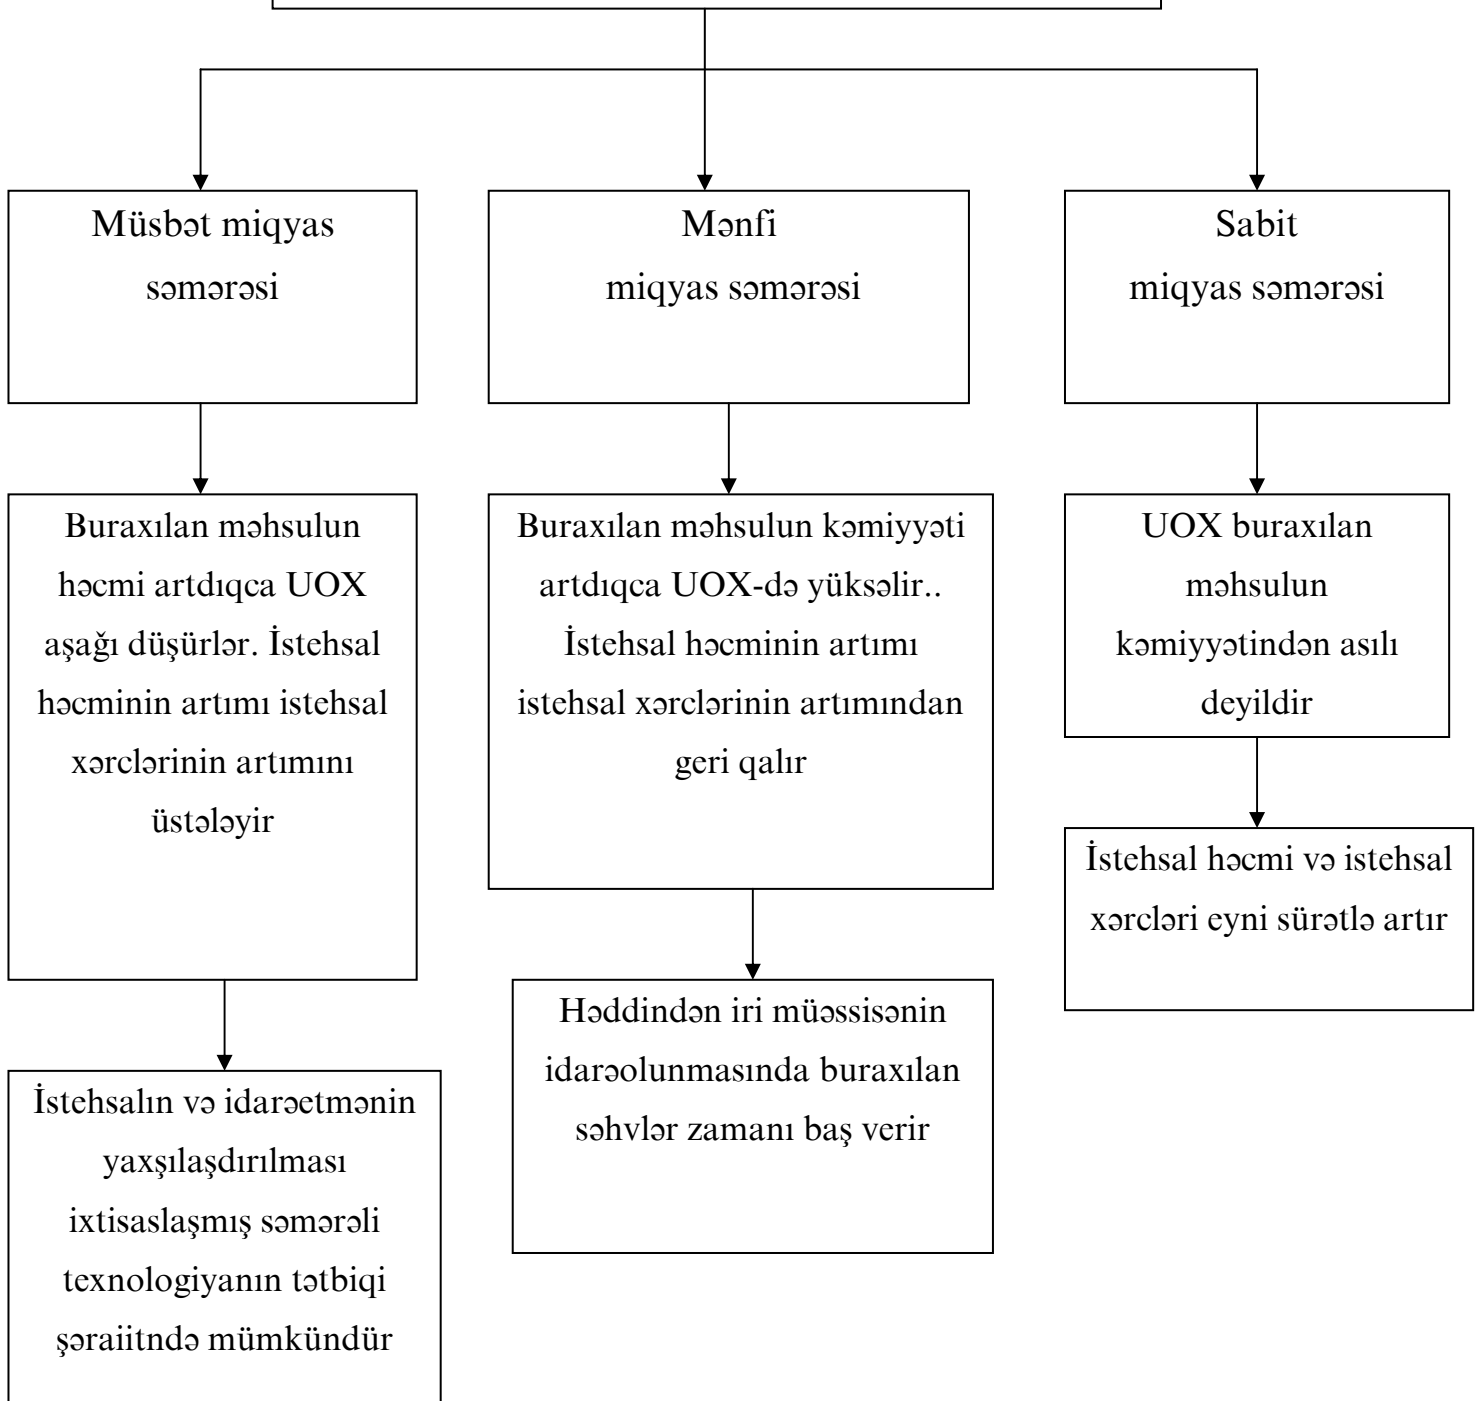 Müsbət miqyas
səmərəsi
Mənfi
miqyas səmərəsi
Sabit
miqyas səmərəsi
Buraxılan məhsulun
həcmi artdıqca UOX
aşağı düşürlər. İstehsal
həcminin artımı istehsal
xərclərinin artımını
üstələyir
Buraxılan məhsulun kəmiyyəti
artdıqca UOX-də yüksəlir..
İstehsal həcminin artımı
istehsal xərclərinin artımından
geri qalır
UOX buraxılan
məhsulun
kəmiyyətindən asılı
deyildir
İstehsal həcmi və istehsal
xərcləri eyni sürətlə artır
Həddindən iri müəssisənin
idarəolunmasında buraxılan
səhvlər zamanı baş verir
İstehsalın və idarəetmənin
yaxşılaşdırılması
ixtisaslaşmış səmərəli
texnologiyanın tətbiqi
şəraiitndə mümkündür